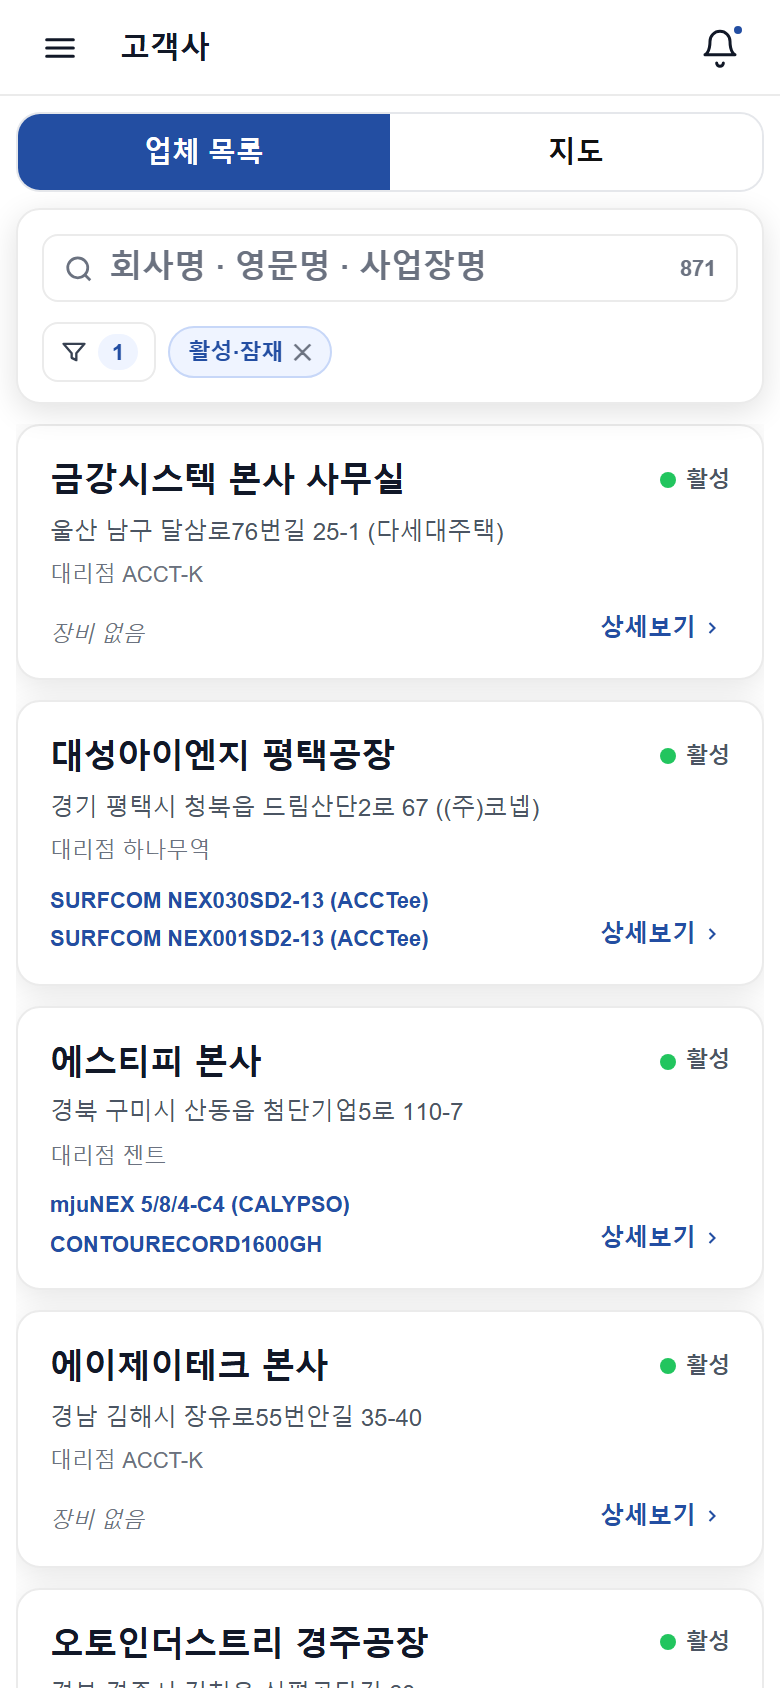 고객사
업체 목록
지도
회사명 · 영문명 · 사업장명
871
1
활성·잠재
금강시스텍 본사 사무실
활성
울산 남구 달삼로76번길 25-1 (다세대주택)
대리점 ACCT-K
장비 없음
상세보기
대성아이엔지 평택공장
활성
경기 평택시 청북읍 드림산단2로 67 ((주)코넵)
대리점 하나무역
SURFCOM NEX030SD2-13 (ACCTee)
SURFCOM NEX001SD2-13 (ACCTee)
상세보기
에스티피 본사
활성
경북 구미시 산동읍 첨단기업5로 110-7
대리점 젠트
mjuNEX 5/8/4-C4 (CALYPSO)
CONTOURECORD1600GH
상세보기
에이제이테크 본사
활성
경남 김해시 장유로55번안길 35-40
대리점 ACCT-K
장비 없음
상세보기
오토인더스트리 경주공장
활성